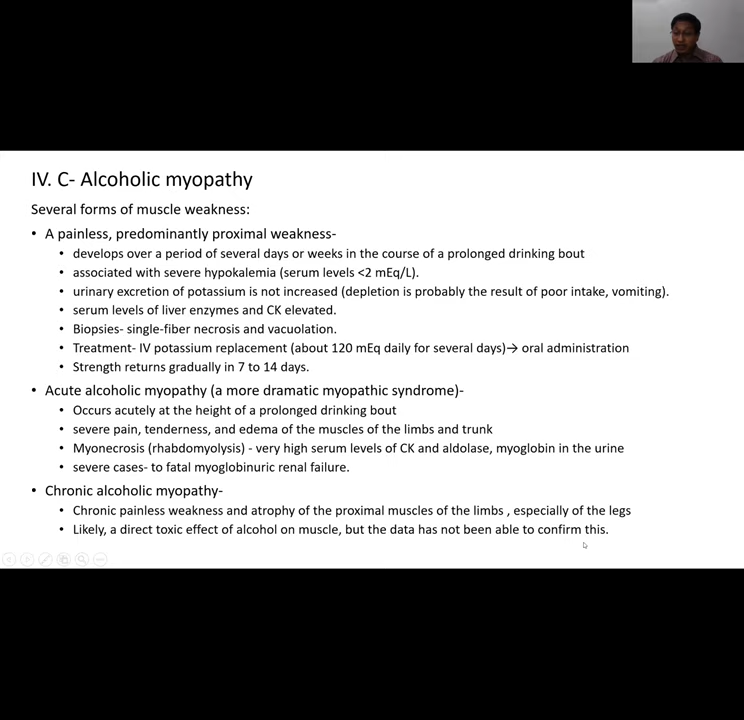 IV. C- Alcoholic myopathy
Several forms of muscle weakness:
• A painless, predominantly proximal weakness-
• develops over a period of several days or weeks in the course of a prolonged drinking bout
• associated with severe hypokalemia (serum levels <2 mEq/L).
• urinary excretion of potassium is not increased (depletion is probably the result of poor intake, vomiting).
• serum levels of liver enzymes and CK elevated.
• Biopsies- single-fiber necrosis and vacuolation.
• Treatment- IV potassium replacement (about 120 mEq daily for several days)→ oral administration
• Strength returns gradually in 7 to 14 days.
• Acute alcoholic myopathy (a more dramatic myopathic syndrome)-
• Occurs acutely at the height of a prolonged drinking bout
• severe pain, tenderness, and edema of the muscles of the limbs and trunk
• Myonecrosis (rhabdomyolysis) - very high serum levels of CK and aldolase, myoglobin in the urine
• severe cases- to fatal myoglobinuric renal failure.
• Chronic alcoholic myopathy-
• Chronic painless weakness and atrophy of the proximal muscles of the limbs , especially of the legs
• Likely, a direct toxic effect of alcohol on muscle, but the data has not been able to confirm this.